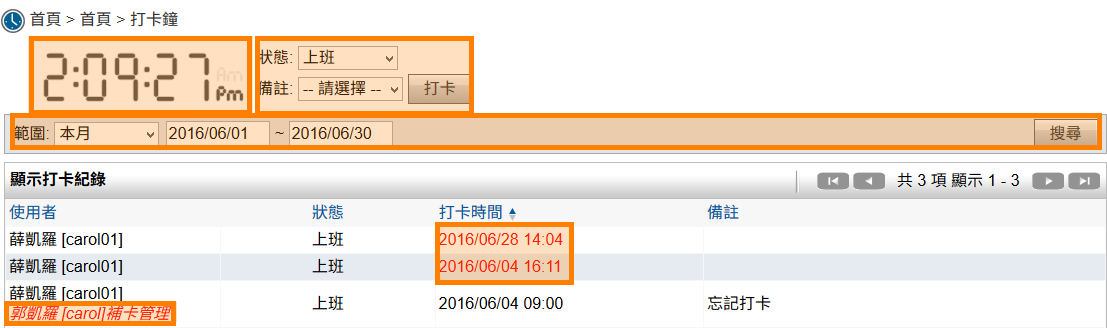 首頁 > 首頁 > 打卡鐘
2:09:27 Am Pm
狀態: 上班
備註: -- 請選擇 -- 打卡
範圍: 本月 2016/06/01 ~ 2016/06/30 搜尋
顯示打卡紀錄 共 3 項 顯示 1 - 3
使用者 狀態 打卡時間 備註
薛凱羅 [carol01] 上班 2016/06/28 14:04
薛凱羅 [carol01] 上班 2016/06/04 16:11
薛凱羅 [carol01] 上班 2016/06/04 09:00 忘記打卡
郭凱羅 [carol]補卡管理